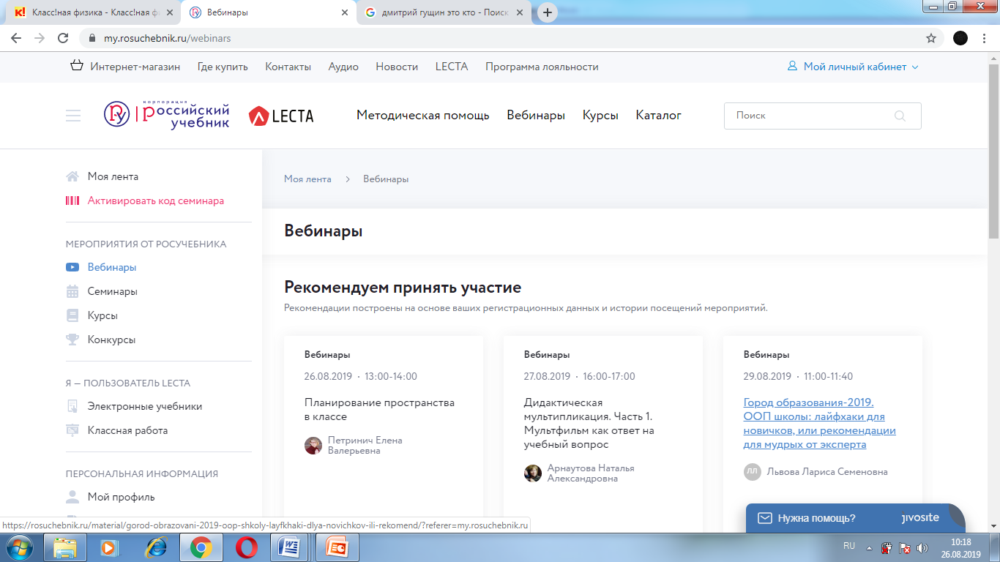 Класс!ная физика - Класс!ная ф
Вебинары
дмитрий гущин это кто - Поиск
my.rosuchebnik.ru/webinars
Интернет-магазин
Где купить
Контакты
Аудио
Новости
LECTA
Программа лояльности
Мой личный кабинет
корпорация
российский
учебник
LECTA
Методическая помощь
Вебинары
Курсы
Каталог
Поиск
Моя лента
Активировать код семинара
МЕРОПРИЯТИЯ ОТ РОСУЧЕБНИКА
Вебинары
Семинары
Курсы
Конкурсы
Я — ПОЛЬЗОВАТЕЛЬ LECTA
Электронные учебники
Классная работа
ПЕРСОНАЛЬНАЯ ИНФОРМАЦИЯ
Мой профиль
Моя лента > Вебинары
Вебинары
Рекомендуем принять участие
Рекомендации построены на основе ваших регистрационных данных и истории посещений мероприятий.
Вебинары
26.08.2019 · 13:00-14:00
Планирование пространства
в классе
Петринич Елена
Валерьевна
Вебинары
27.08.2019 · 16:00-17:00
Дидактическая
мультипликация. Часть 1.
Мультфильм как ответ на
учебный вопрос
Арнаутова Наталья
Александровна
Вебинары
29.08.2019 · 11:00-11:40
Город образования-2019.
ООП школы: лайфхаки для
новичков, или рекомендации
для мудрых от эксперта
ЛЛ
Львова Лариса Семеновна
Нужна помощь?
jivosite
https://rosuchebnik.ru/material/gorod-obrazovani-2019-oop-shkoly-layfkhaki-dlya-novichkov-ili-rekomend/?referer=my.rosuchebnik.ru
RU
10:18
26.08.2019